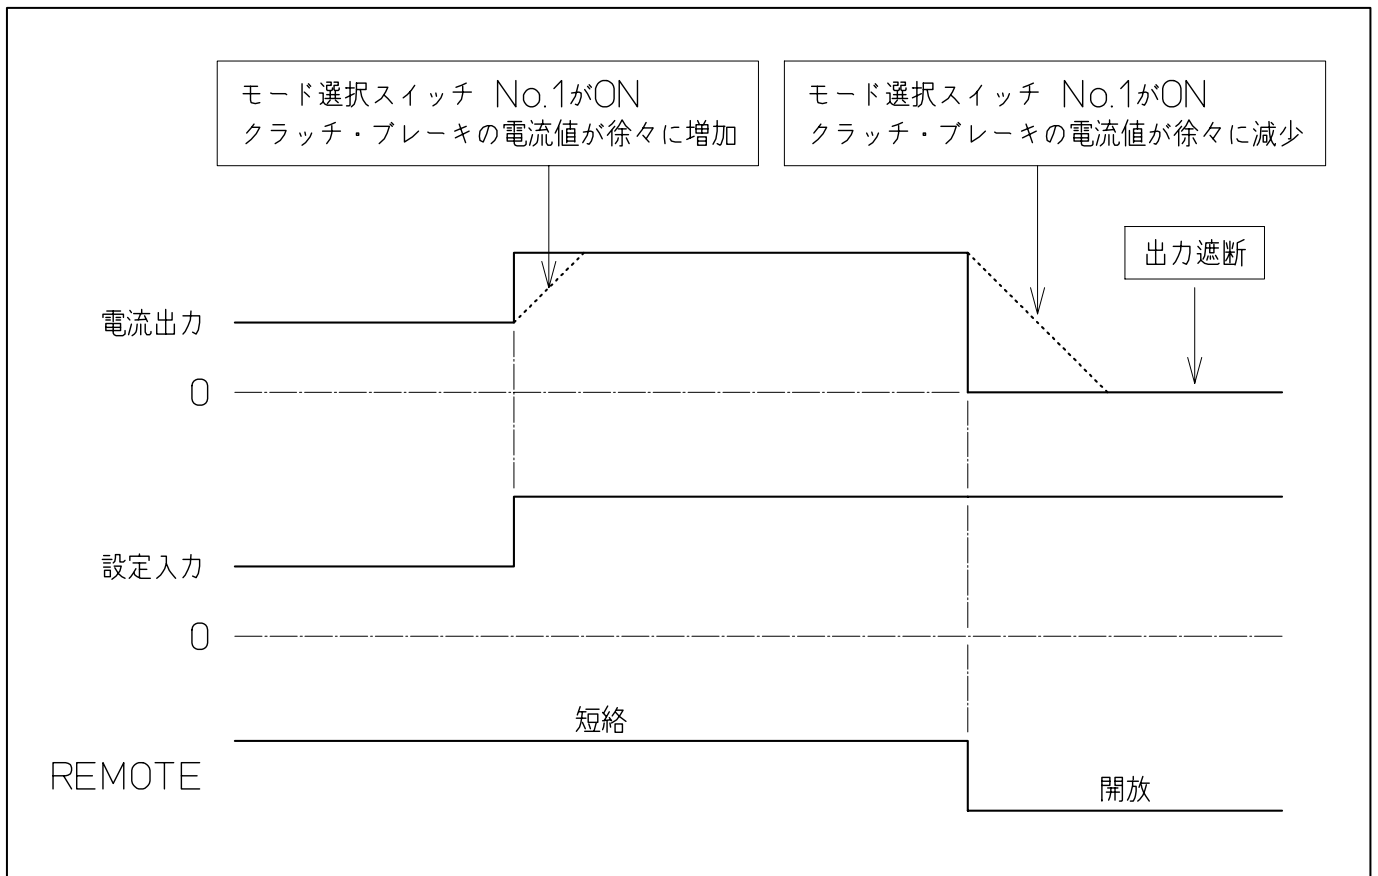 モード選択スイッチ No.1がON
クラッチ・ブレーキの電流値が徐々に増加
モード選択スイッチ No.1がON
クラッチ・ブレーキの電流値が徐々に減少
出力遮断
電流出力
0
設定入力
0
短絡
REMOTE
開放